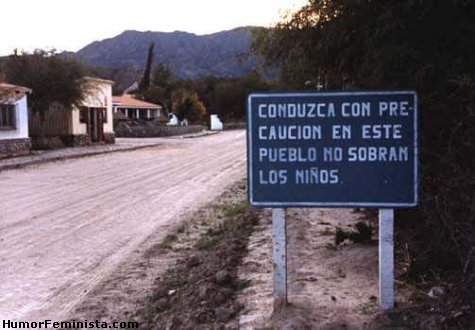 CONDUZCA CON PRE-
CAUCION EN ESTE
PUEBLO NO SOBRAN
LOS NIÑOS
HumorFeminista.com